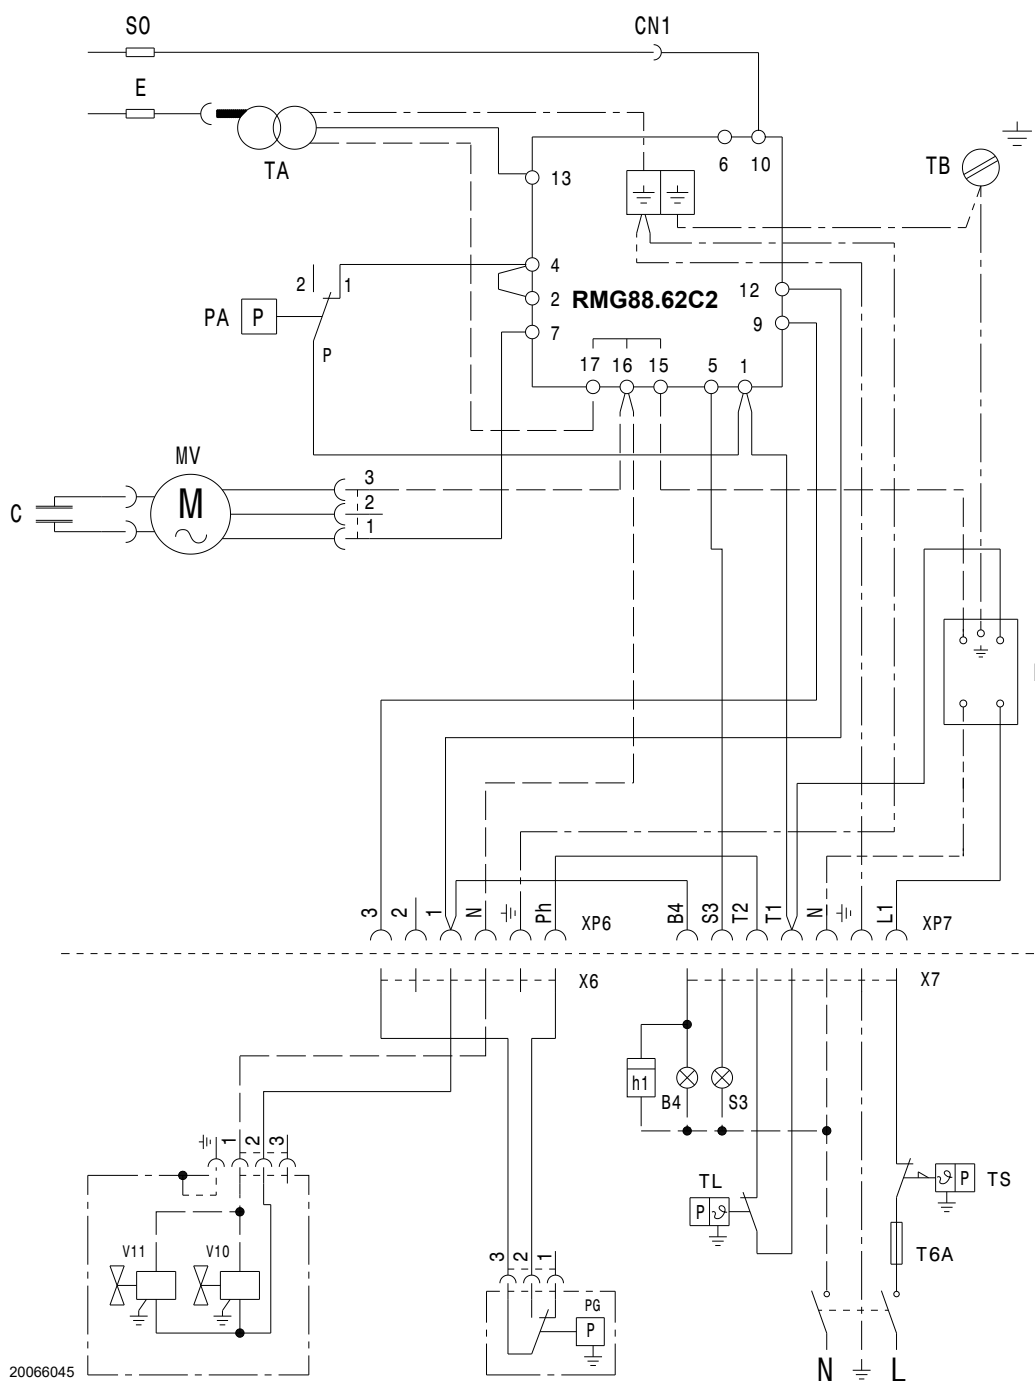 SO CN1
E
TA
6 10
TB
13
4
2 1
2 RMG88.62C2 12
PA P
7 9
P
17 16 15 5 1
MV
3
M
2
C
1
3 2 1 N Ph XP6 B4 S3 T2 T1 N L1 XP7
X6 X7
h1
B4 S3
1 2 3
TL TS
P P
V11 V10
T6A
3 2 1
PG
P
20066045
N L